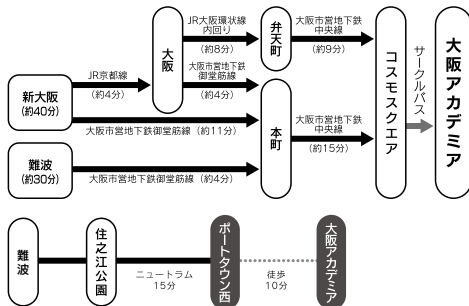 JR大阪環状線
内回り
(約8分)
大阪市営地下鉄
中央線
(約9分)
大阪
弁天町
JR京都線
(約4分)
大阪市営地下鉄
御堂筋線
(約4分)
新大阪
(約40分)
大阪市営地下鉄御堂筋線(約11分)
本町
大阪市営地下鉄
中央線
(約15分)
コスモスクエア
サークルバス
大阪アカデミア
難波
(約30分)
大阪市営地下鉄御堂筋線(約4分)
難波
住之江公園
ニュートラム
15分
ポートタウン西
徒歩
10分
大阪アカデミア